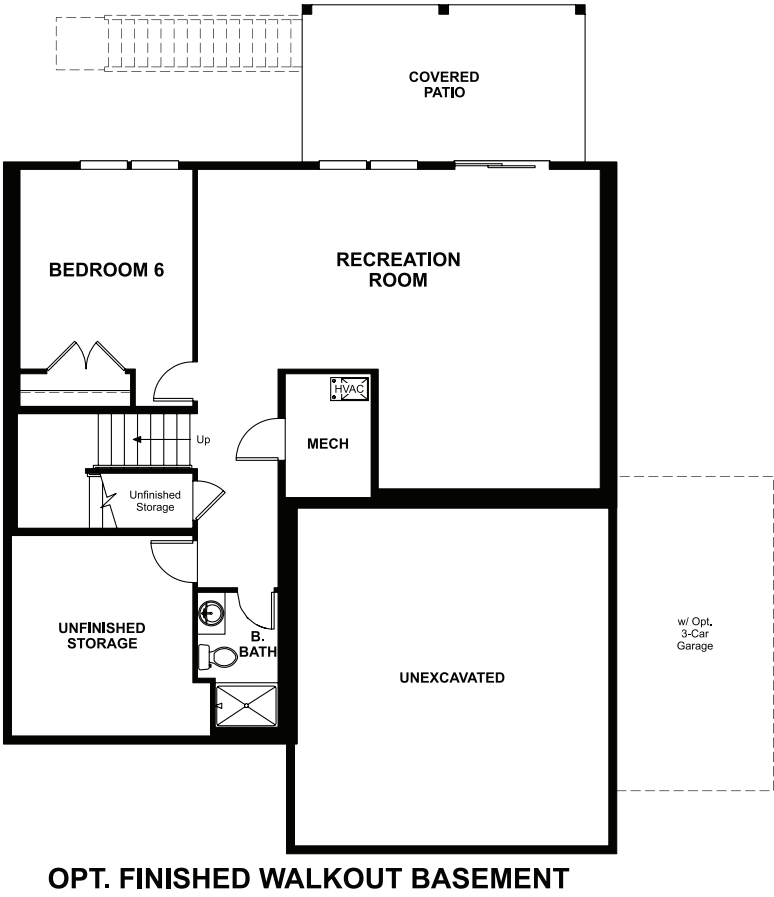 COVERED
PATIO
BEDROOM 6
RECREATION
ROOM
HVAC
MECH
Up
Unfinished
Storage
UNFINISHED
STORAGE
B.
BATH
w/ Opt.
3-Car
Garage
UNEXCAVATED
OPT. FINISHED WALKOUT BASEMENT